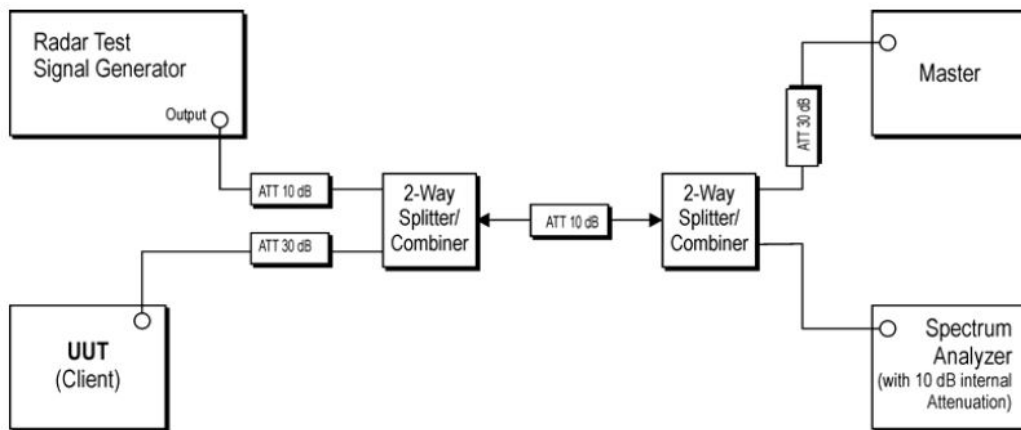 Radar Test
Signal Generator
Output
ATT 10 dB
2-Way
Splitter/
Combiner
ATT 30 dB
UUT
(Client)
ATT 10 dB
2-Way
Splitter/
Combiner
ATT 30 dB
Master
Spectrum
Analyzer
(with 10 dB internal
Attenuation)